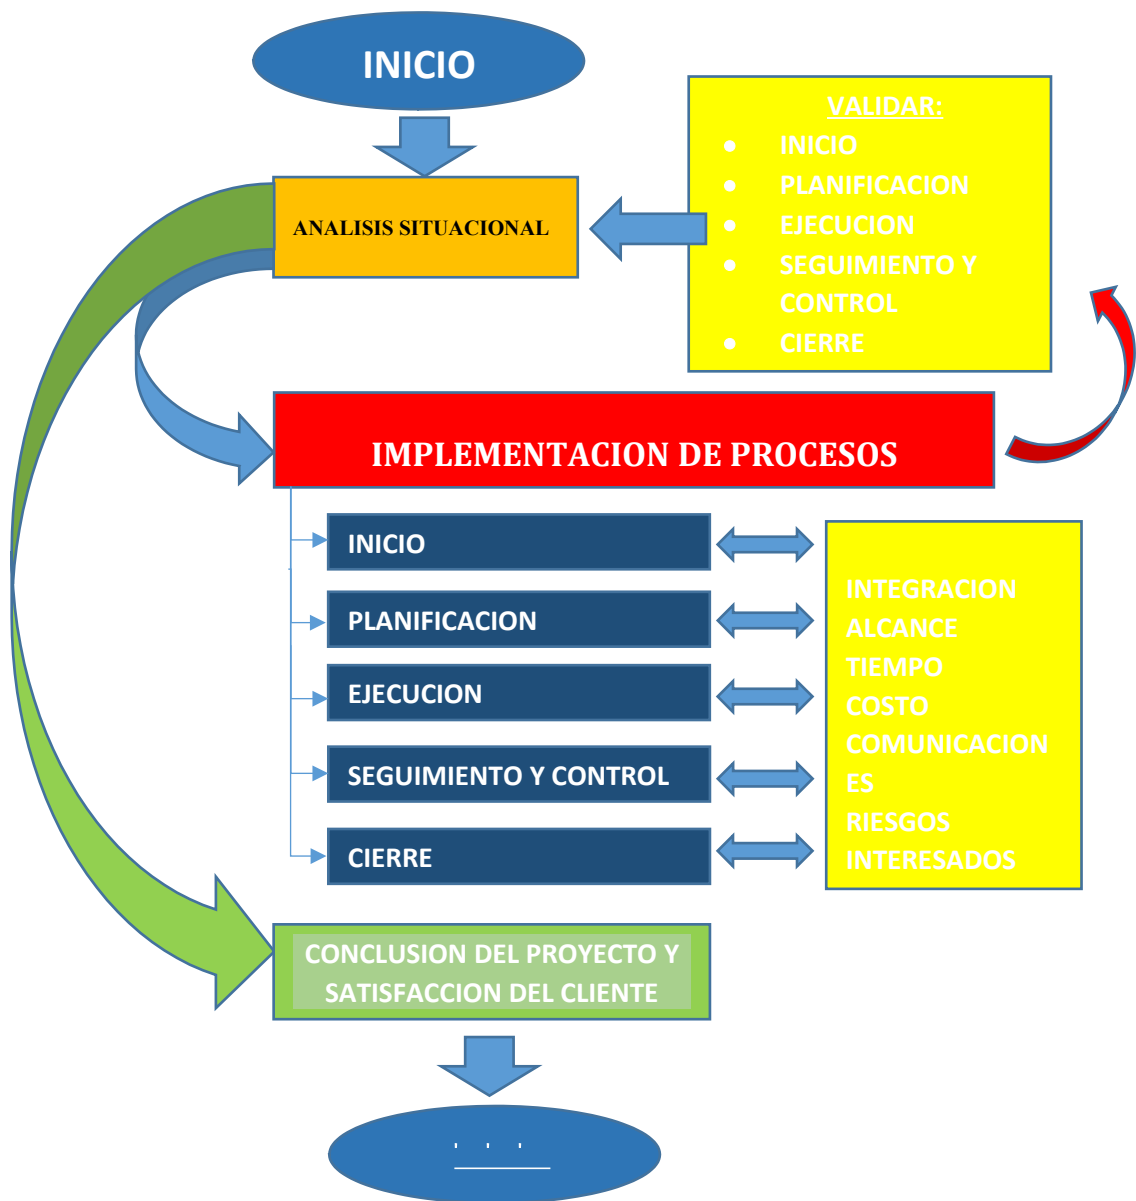 INICIO
VALIDAR:
• INICIO
• PLANIFICACION
• EJECUCION
• SEGUIMIENTO Y
CONTROL
• CIERRE
ANALISIS SITUACIONAL
IMPLEMENTACION DE PROCESOS
INICIO
PLANIFICACION
EJECUCION
SEGUIMIENTO Y CONTROL
CIERRE
INTEGRACION
ALCANCE
TIEMPO
COSTO
COMUNICACION
ES
RIESGOS
INTERESADOS
CONCLUSION DEL PROYECTO Y
SATISFACCION DEL CLIENTE